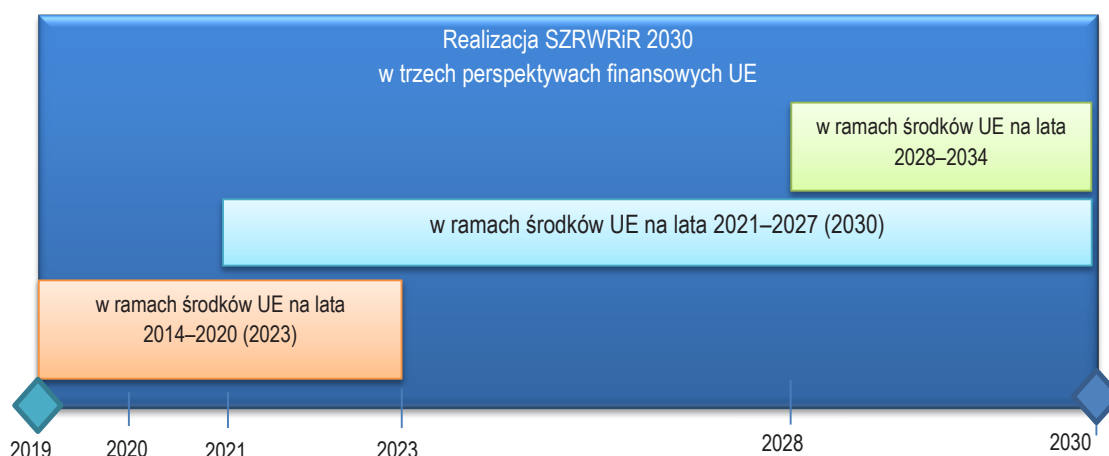 Realizacja SZRWRiR 2030
w trzech perspektywach finansowych UE
w ramach środków UE na lata
2028–2034
w ramach środków UE na lata 2021–2027 (2030)
w ramach środków UE na lata
2014–2020 (2023)
2019 2020 2021 2023 2028 2030